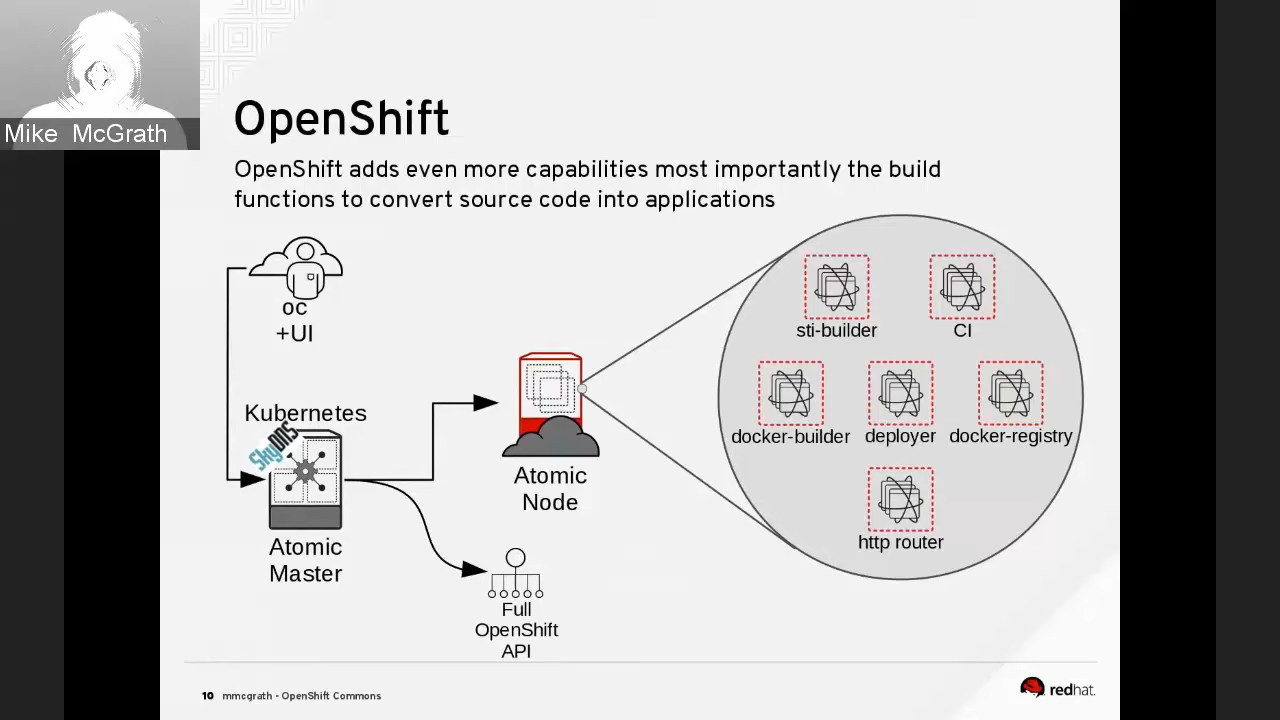 Mike McGrath
OpenShift
OpenShift adds even more capabilities most importantly the build
functions to convert source code into applications
oc
+UI
Kubernetes
SkyDNS
Atomic
Master
Atomic
Node
Full
OpenShift
API
sti-builder
CI
docker-builder
deployer
docker-registry
http router
10 mmcgrath - OpenShift Commons
redhat.